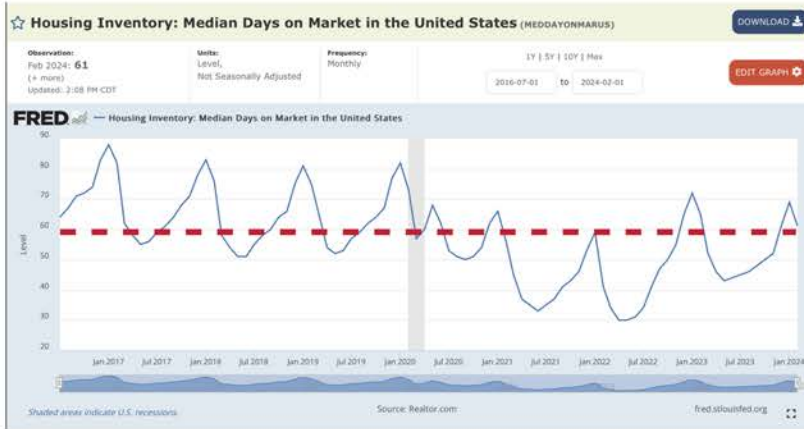 Housing Inventory: Median Days on Market in the United States (MEDDAYONMARUS)
DOWNLOAD
Observation:
Feb 2024: 61
(+ more)
Updated: 2:08 PM CDT
Units:
Level,
Not Seasonally Adjusted
Frequency:
Monthly
1Y | 5Y | 10Y | Max
2016-07-01 to 2024-02-01
EDIT GRAPH
FRED — Housing Inventory: Median Days on Market in the United States
90
80
70
60
50
40
30
20
Level
Jan 2017 Jul 2017 Jan 2018 Jul 2018 Jan 2019 Jul 2019 Jan 2020 Jul 2020 Jan 2021 Jul 2021 Jan 2022 Jul 2022 Jan 2023 Jul 2023 Jan 2024
Shaded areas indicate U.S. recessions.
Source: Realtor.com
fred.stlouisfed.org